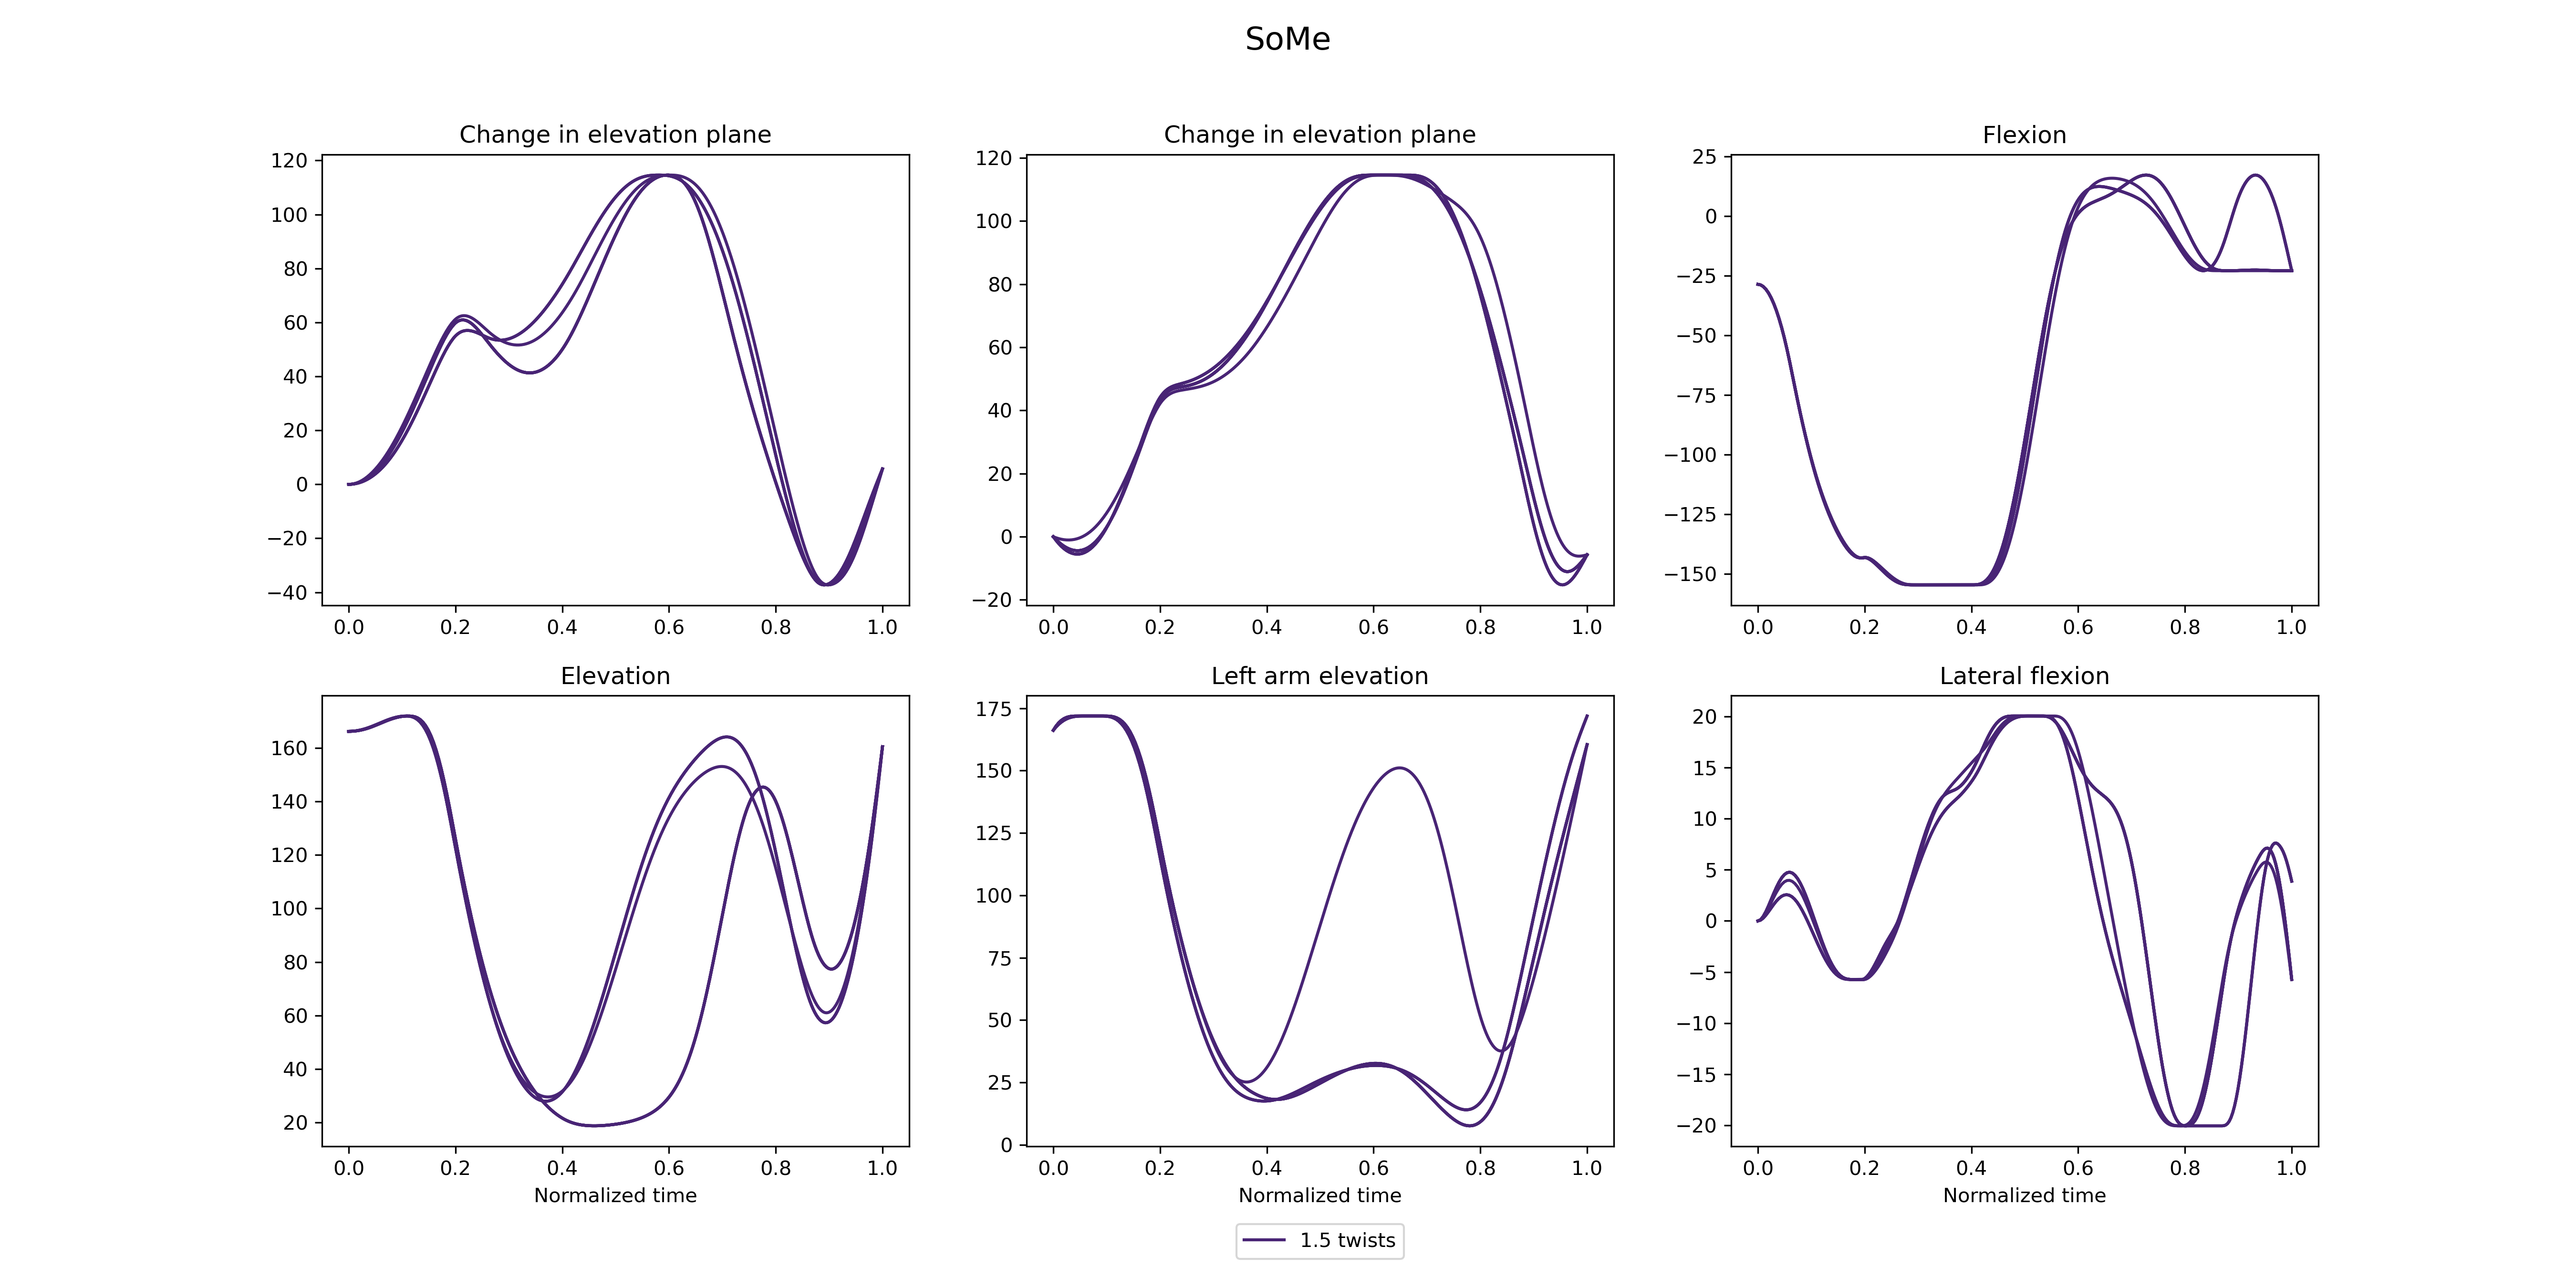 SoMe
Change in elevation plane
Change in elevation plane
Flexion
120
100
80
60
40
20
0
−20
−40
0.0 0.2 0.4 0.6 0.8 1.0
120
100
80
60
40
20
0
−20
0.0 0.2 0.4 0.6 0.8 1.0
25
0
−25
−50
−75
−100
−125
−150
0.0 0.2 0.4 0.6 0.8 1.0
Elevation
Left arm elevation
Lateral flexion
160
140
120
100
80
60
40
20
0.0 0.2 0.4 0.6 0.8 1.0
Normalized time
175
150
125
100
75
50
25
0
0.0 0.2 0.4 0.6 0.8 1.0
Normalized time
20
15
10
5
0
−5
−10
−15
−20
0.0 0.2 0.4 0.6 0.8 1.0
Normalized time
1.5 twists